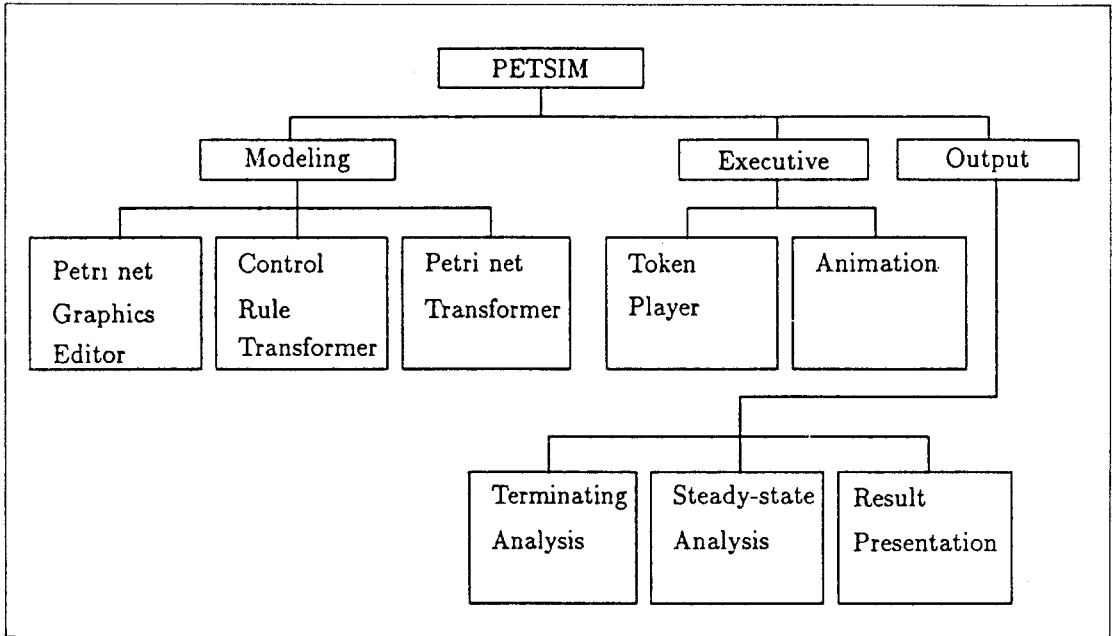 PETSIM
Modeling
Executive
Output
Petri net
Graphics
Editor
Control
Rule
Transformer
Petri net
Transformer
Token
Player
Animation
Terminating
Analysis
Steady-state
Analysis
Result
Presentation